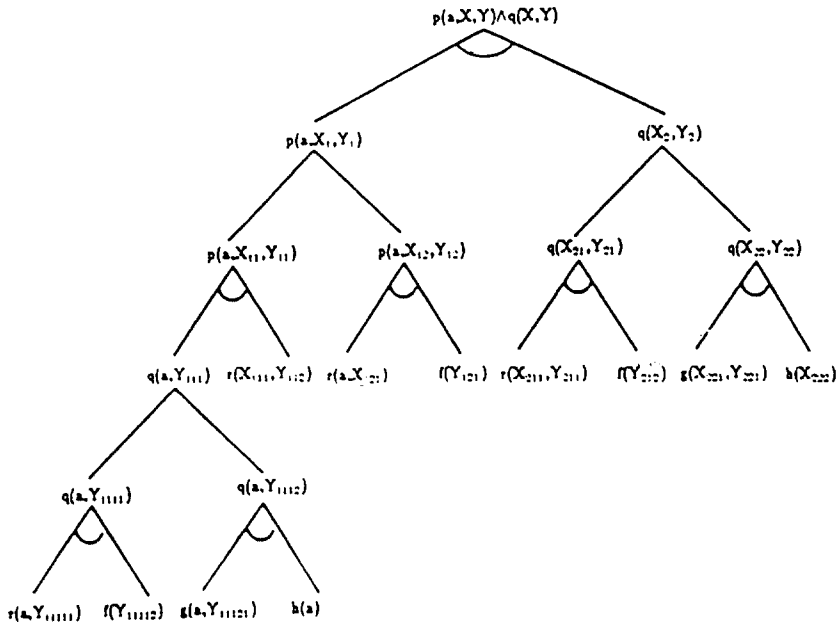 p(a,X,Y)∧q(X,Y)
p(a,X₁,Y₁) q(X₂,Y₂)
p(a,X₁₁,Y₁₁) p(a,X₁₂,Y₁₂) q(X₂₁,Y₂₁) q(X₂₂,Y₂₂)
q(a,Y₁₁₁) r(X₁₁₁,Y₁₁₂) r(a,X₁₂₁) f(Y₁₂₁) r(X₂₁₁,Y₂₁₁) f(Y₂₁₂) g(X₂₂₁,Y₂₂₁) h(X₂₂₂)
q(a,Y₁₁₁₁) q(a,Y₁₁₁₂)
r(a,Y₁₁₁₁₁) f(Y₁₁₁₁₂) g(a,Y₁₁₁₂₁) h(a)